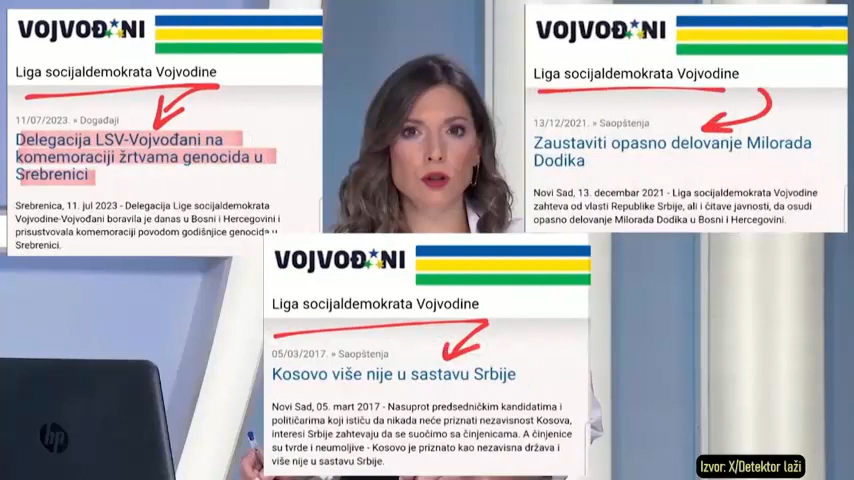 VOJVOĐANI
Liga socijaldemokrata Vojvodine
11/07/2023. » Događaji
Delegacija LSV-Vojvođani na
komemoraciji žrtvama genocida u
Srebrenici
Srebrenica, 11. jul 2023 - Delegacija Lige socijaldemokrata
Vojvodine-Vojvođani boravila je danas u Bosni i Hercegovini i
prisustvovala komemoraciji povodom godišnjice genocida u
Srebrenici.
VOJVOĐANI
Liga socijaldemokrata Vojvodine
13/12/2021. » Saopštenja
Zaustaviti opasno delovanje Milorada
Dodika
Novi Sad, 13. decembar 2021 - Liga socijaldemokrata Vojvodine
zahteva od vlasti Republike Srbije, ali i čitave javnosti, da osudi
opasno delovanje Milorada Dodika u Bosni i Hercegovini.
VOJVOĐANI
Liga socijaldemokrata Vojvodine
05/03/2017. » Saopštenja
Kosovo više nije u sastavu Srbije
Novi Sad, 05. mart 2017 - Nasuprot predsedničkim kandidatima i
političarima koji ističu da nikada neće priznati nezavisnost Kosova,
interesi Srbije zahtevaju da se suočimo sa činjenicama. A činjenice
su tvrde i neumoljive - Kosovo je priznato kao nezavisna država i
više nije u sastavu Srbije.
hp
Izvor: X/Detektor laži